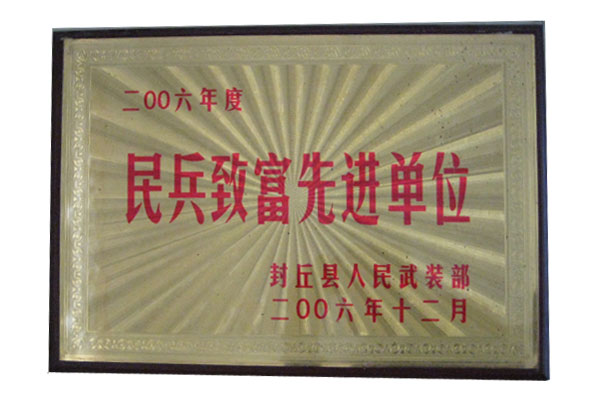 二00六年度
民兵致富先进单位
封丘县人民武装部
二00六年十二月